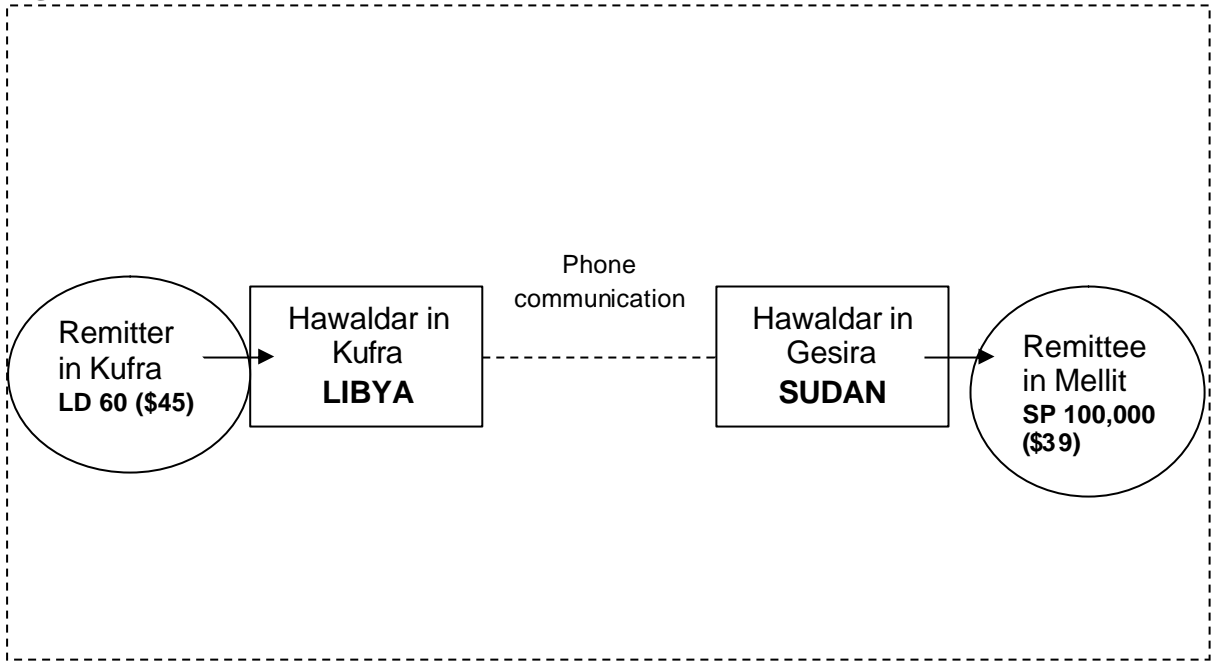 Remitter
in Kufra
LD 60 ($45)
Hawaldar in
Kufra
LIBYA
Phone
communication
Hawaldar in
Gesira
SUDAN
Remittee
in Mellit
SP 100,000
($39)